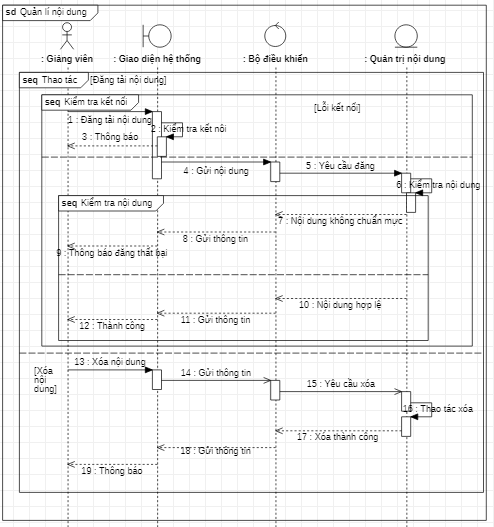 sd Quản lí nội dung
: Giảng viên
: Giao diện hệ thống
: Bộ điều khiển
: Quản trị nội dung
seq Thao tác
[Đăng tải nội dung]
seq Kiểm tra kết nối
[Lỗi kết nối]
1 : Đăng tải nội dung
2 : Kiểm tra kết nôi
3 : Thông báo
4 : Gửi nội dung
5 : Yêu cầu đăng
6 : Kiểm tra nội dung
seq Kiểm tra nội dung
7 : Nội dung không chuẩn mực
8 : Gửi thông tin
9 : Thông báo đăng thất bại
10 : Nội dung hợp lệ
11 : Gửi thông tin
12 : Thành công
13 : Xóa nội dung
[Xóa
nội
dung]
14 : Gửi thông tin
15 : Yêu cầu xóa
16 : Thao tác xóa
17 : Xóa thành công
18 : Gửi thông tin
19 : Thông báo